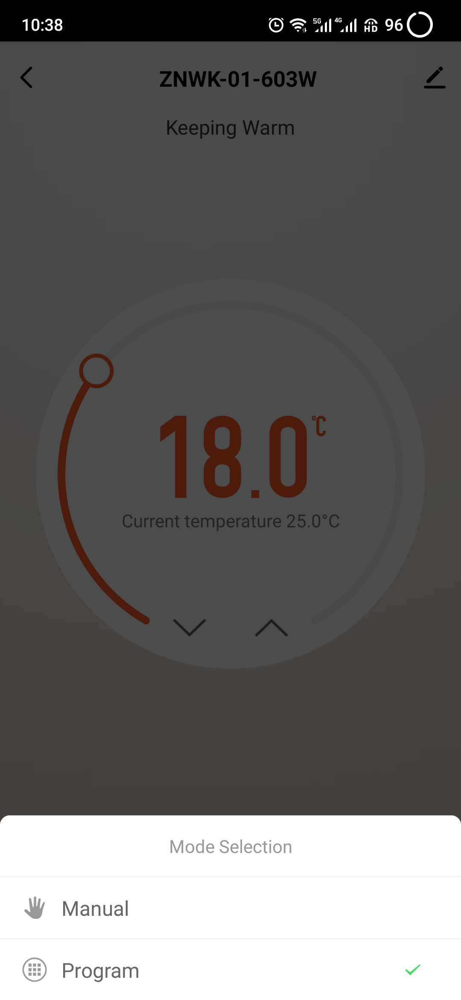 10:38
5G 4G HD 96
ZNWK-01-603W
Keeping Warm
18.0℃
Current temperature 25.0°C
Mode Selection
Manual
Program